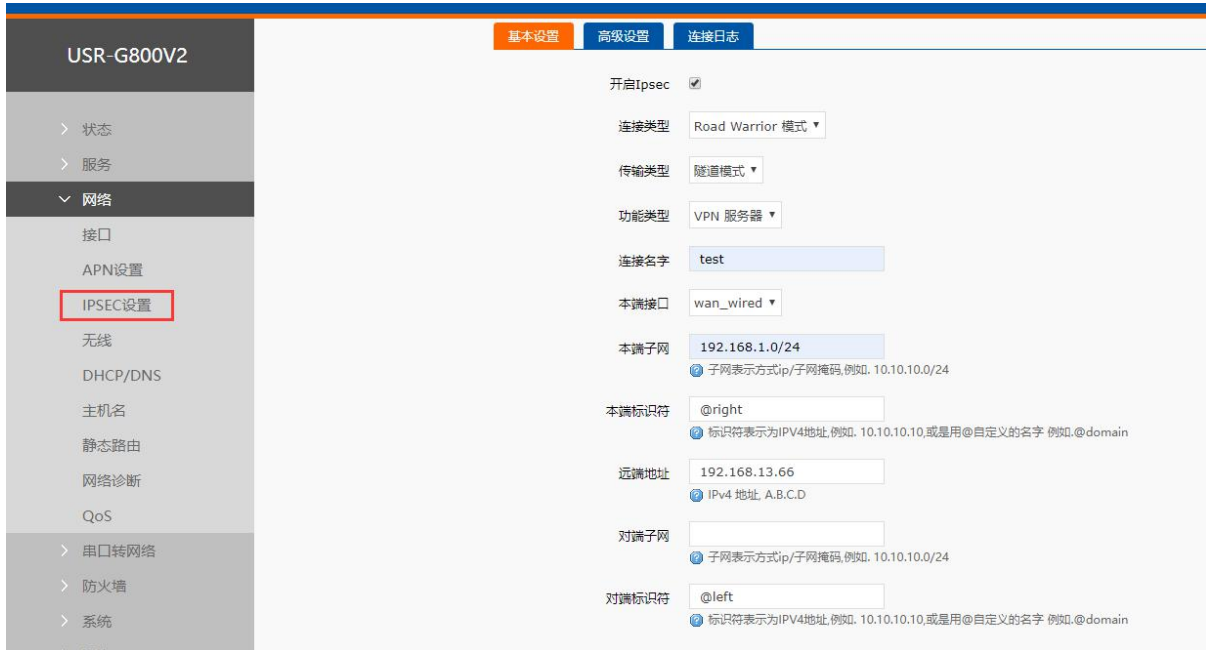 USR-G800V2
状态
服务
网络
接口
APN设置
IPSEC设置
无线
DHCP/DNS
主机名
静态路由
网络诊断
QoS
串口转网络
防火墙
系统
基本设置 高级设置 连接日志
开启Ipsec
连接类型 Road Warrior 模式
传输类型 隧道模式
功能类型 VPN 服务器
连接名字 test
本端接口 wan_wired
本端子网 192.168.1.0/24
子网表示方式ip/子网掩码,例如. 10.10.10.0/24
本端标识符 @right
标识符表示为IPV4地址,例如. 10.10.10.10,或是用@自定义的名字 例如.@domain
远端地址 192.168.13.66
IPv4 地址, A.B.C.D
对端子网
子网表示方式ip/子网掩码,例如. 10.10.10.0/24
对端标识符 @left
标识符表示为IPV4地址,例如. 10.10.10.10,或是用@自定义的名字 例如.@domain